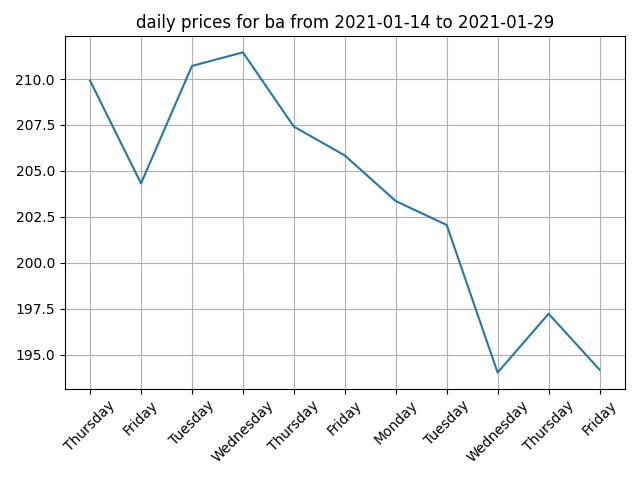 daily prices for ba from 2021-01-14 to 2021-01-29
210.0
207.5
205.0
202.5
200.0
197.5
195.0
Thursday
Friday
Tuesday
Wednesday
Thursday
Friday
Monday
Tuesday
Wednesday
Thursday
Friday